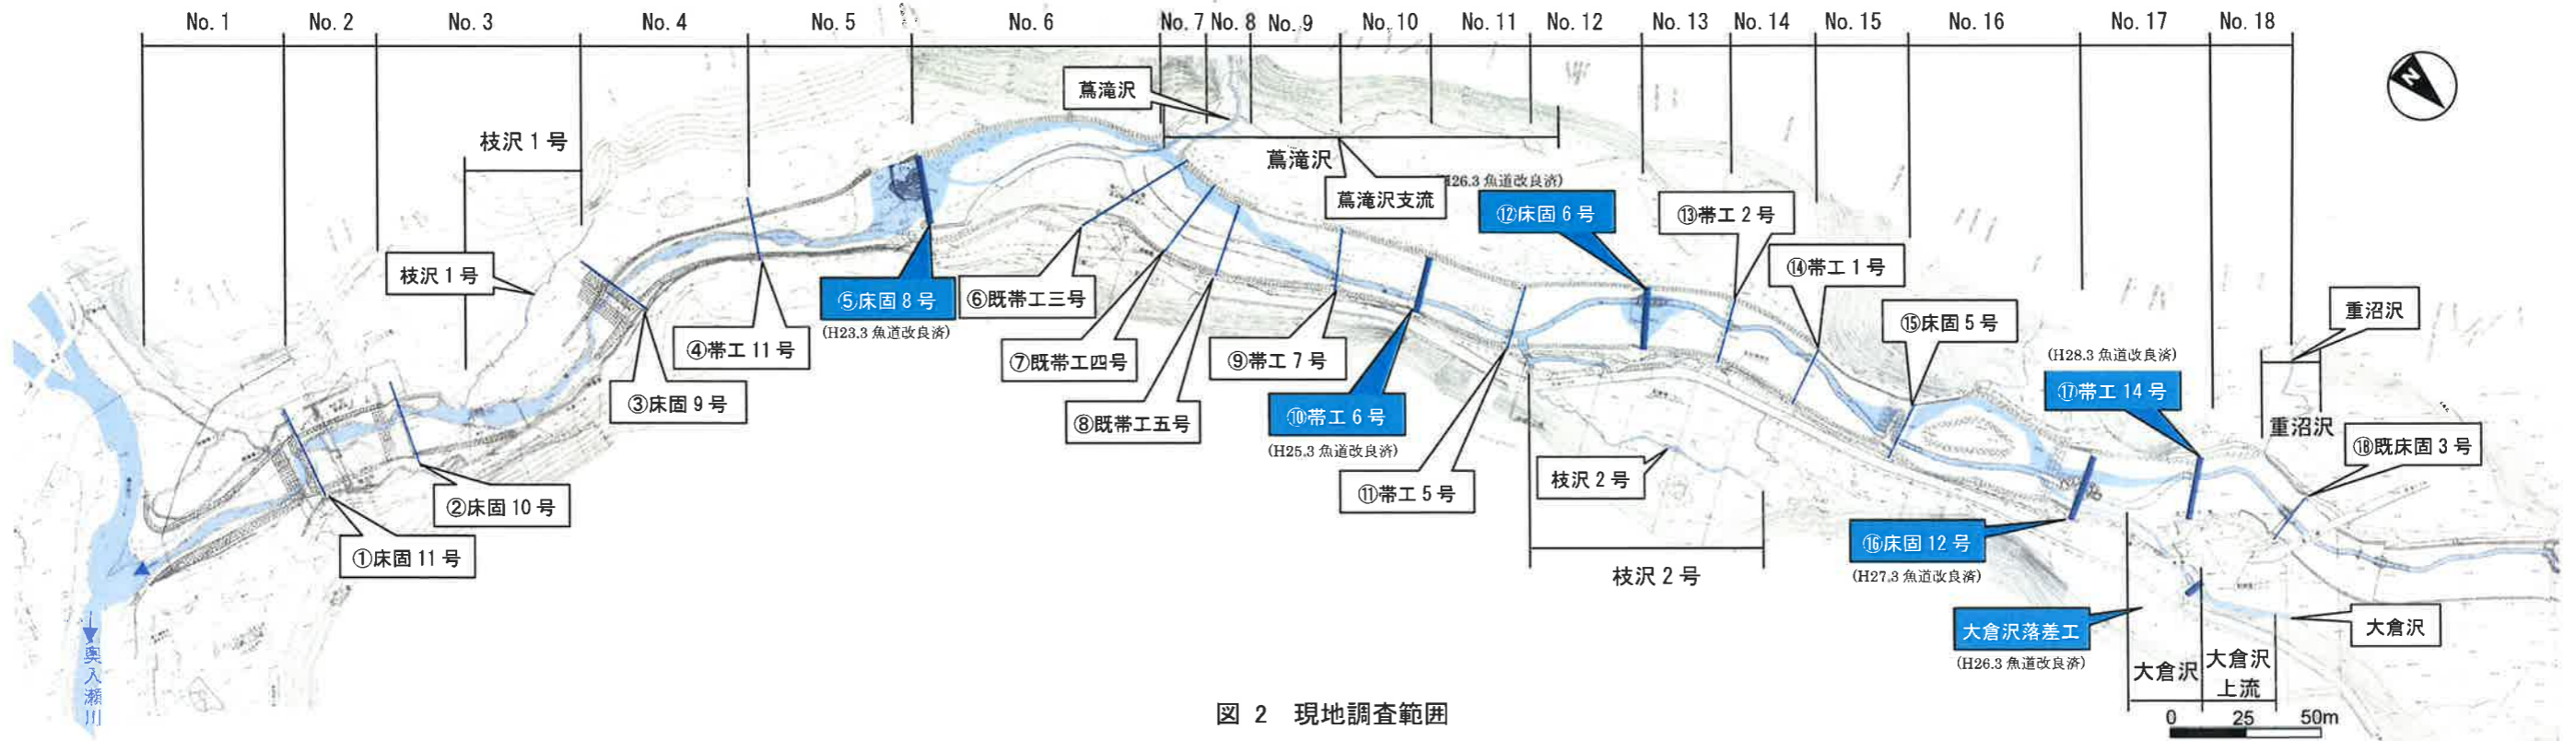 No. 1
No. 2
No. 3
No. 4
No. 5
No. 6
No. 7
No. 8
No. 9
No. 10
No. 11
No. 12
No. 13
No. 14
No. 15
No. 16
No. 17
No. 18
N
蔦滝沢
枝沢 1 号
蔦滝沢
蔦滝沢支流
H26.3 魚道改良済)
⑫床固 6 号
⑬帯工 2 号
⑭帯工 1 号
枝沢 1 号
⑤床固 8 号
(H23.3 魚道改良済)
⑥既帯工三号
⑮床固 5 号
重沼沢
④帯工 11 号
⑦既帯工四号
⑨帯工 7 号
(H28.3 魚道改良済)
⑰帯工 14 号
③床固 9 号
⑧既帯工五号
⑩帯工 6 号
(H25.3 魚道改良済)
重沼沢
⑱既床固 3 号
②床固 10 号
⑪帯工 5 号
枝沢 2 号
①床固 11 号
⑯床固 12 号
(H27.3 魚道改良済)
枝沢 2 号
大倉沢落差工
(H26.3 魚道改良済)
大倉沢
奥入瀬川
大倉沢
大倉沢
上流
図 2 現地調査範囲
0 25 50m